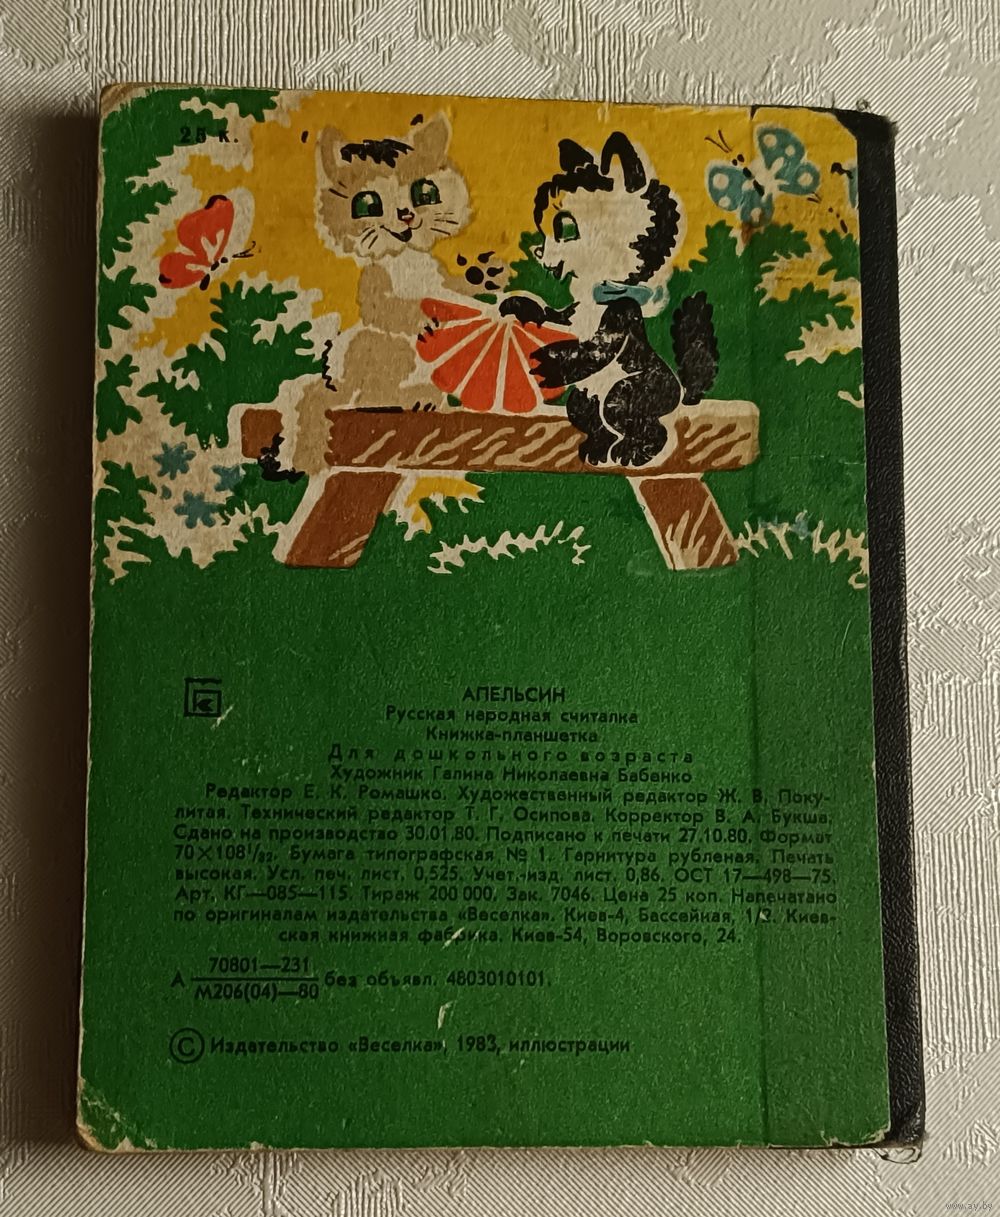 25 к.
АПЕЛЬСИН
Русская народная считалка
Книжка-планшетка
Для дошкольного возраста
Художник Галина Николаевна Бабенко
Редактор Е. К. Ромашко. Художественный редактор Ж. В. Поку-
литая. Технический редактор Т. Г. Осипова. Корректор В. А. Букша.
Сдано на производство 30.01.80. Подписано к печати 27.10.80. Формат
70×108¹/₃₂. Бумага типографская № 1. Гарнитура рубленая. Печать
высокая. Усл. печ. лист. 0,525. Учет.-изд. лист. 0,86. ОСТ 17—498—75.
Арт. КГ—085—115. Тираж 200 000. Зак. 7046. Цена 25 коп. Напечатано
по оригиналам издательства «Веселка». Киев-4, Бассейная, 1/2. Киев-
ская книжная фабрика. Киев-54, Воровского, 24.
70801—231
А без объявл. 4803010101.
М206(04)—80
© Издательство «Веселка», 1983, иллюстрации
www.ay.by